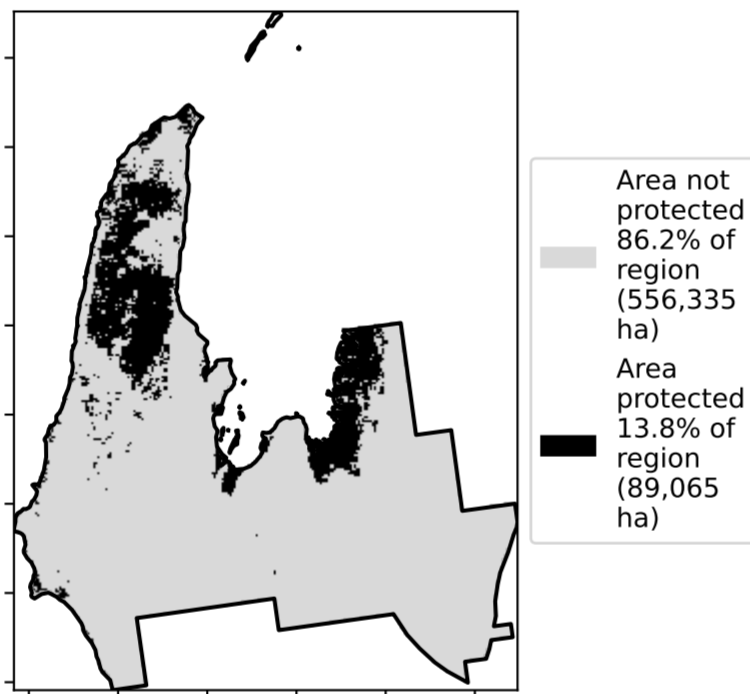 Area not
protected
86.2% of
region
(556,335
ha)
Area
protected
13.8% of
region
(89,065
ha)